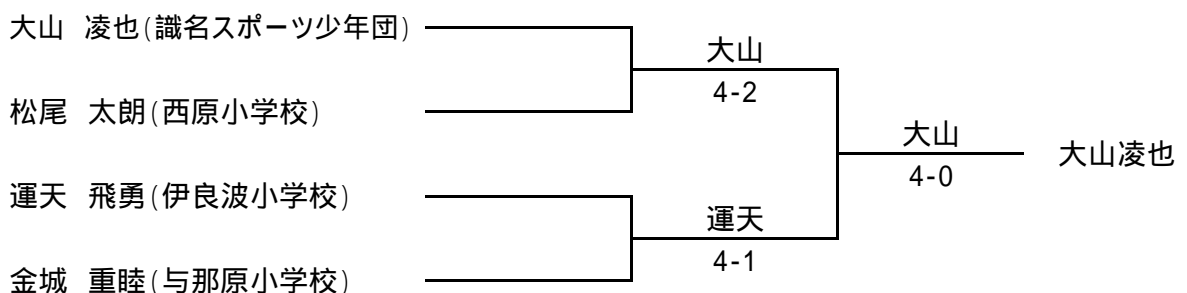 大山 凌也(識名スポーツ少年団)
松尾 太朗(西原小学校)
運天 飛勇(伊良波小学校)
金城 重睦(与那原小学校)
大山
4-2
運天
4-1
大山
4-0
大山凌也